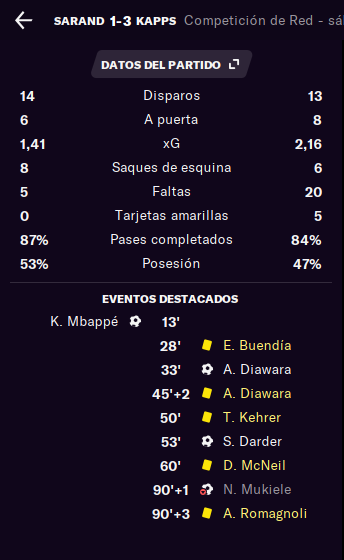 SARAND 1-3 KAPPS Competición de Red - sá
DATOS DEL PARTIDO
14 Disparos 13
6 A puerta 8
1,41 xG 2,16
8 Saques de esquina 6
5 Faltas 20
0 Tarjetas amarillas 5
87% Pases completados 84%
53% Posesión 47%
EVENTOS DESTACADOS
K. Mbappé 13'
28' E. Buendía
33' A. Diawara
45'+2 A. Diawara
50' T. Kehrer
53' S. Darder
60' D. McNeil
90'+1 N. Mukiele
90'+3 A. Romagnoli